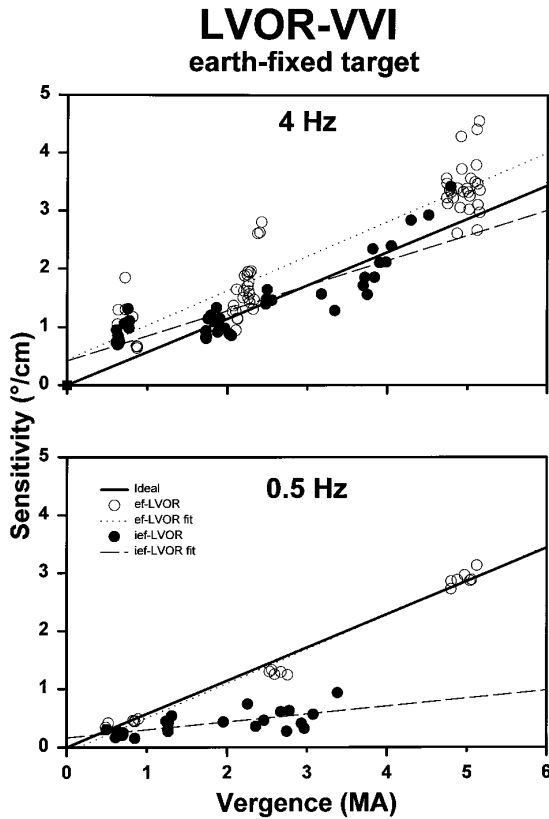 LVOR-VVI
earth-fixed target
4 Hz
5
4
3
2
1
0
Sensitivity (°/cm)
0.5 Hz
Ideal
ef-LVOR
ef-LVOR fit
ief-LVOR
ief-LVOR fit
5
4
3
2
1
0
0 1 2 3 4 5 6
Vergence (MA)